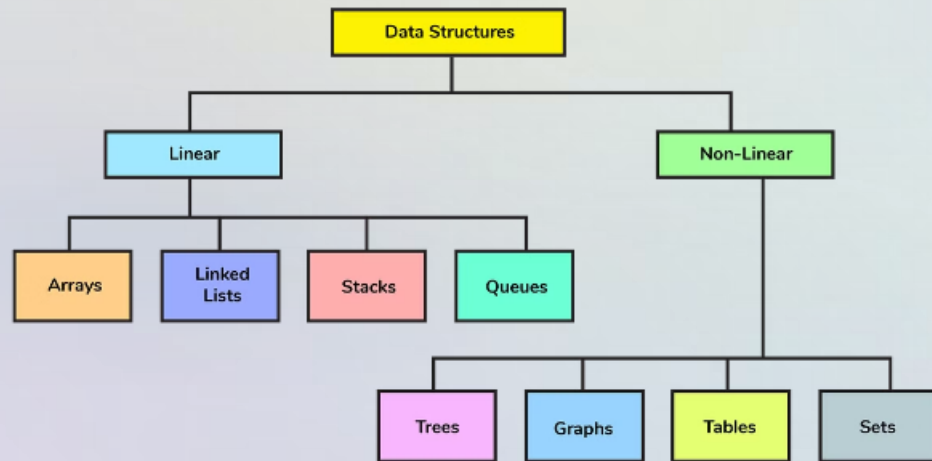 Data Structures
Linear
Non-Linear
Arrays
Linked
Lists
Stacks
Queues
Trees
Graphs
Tables
Sets